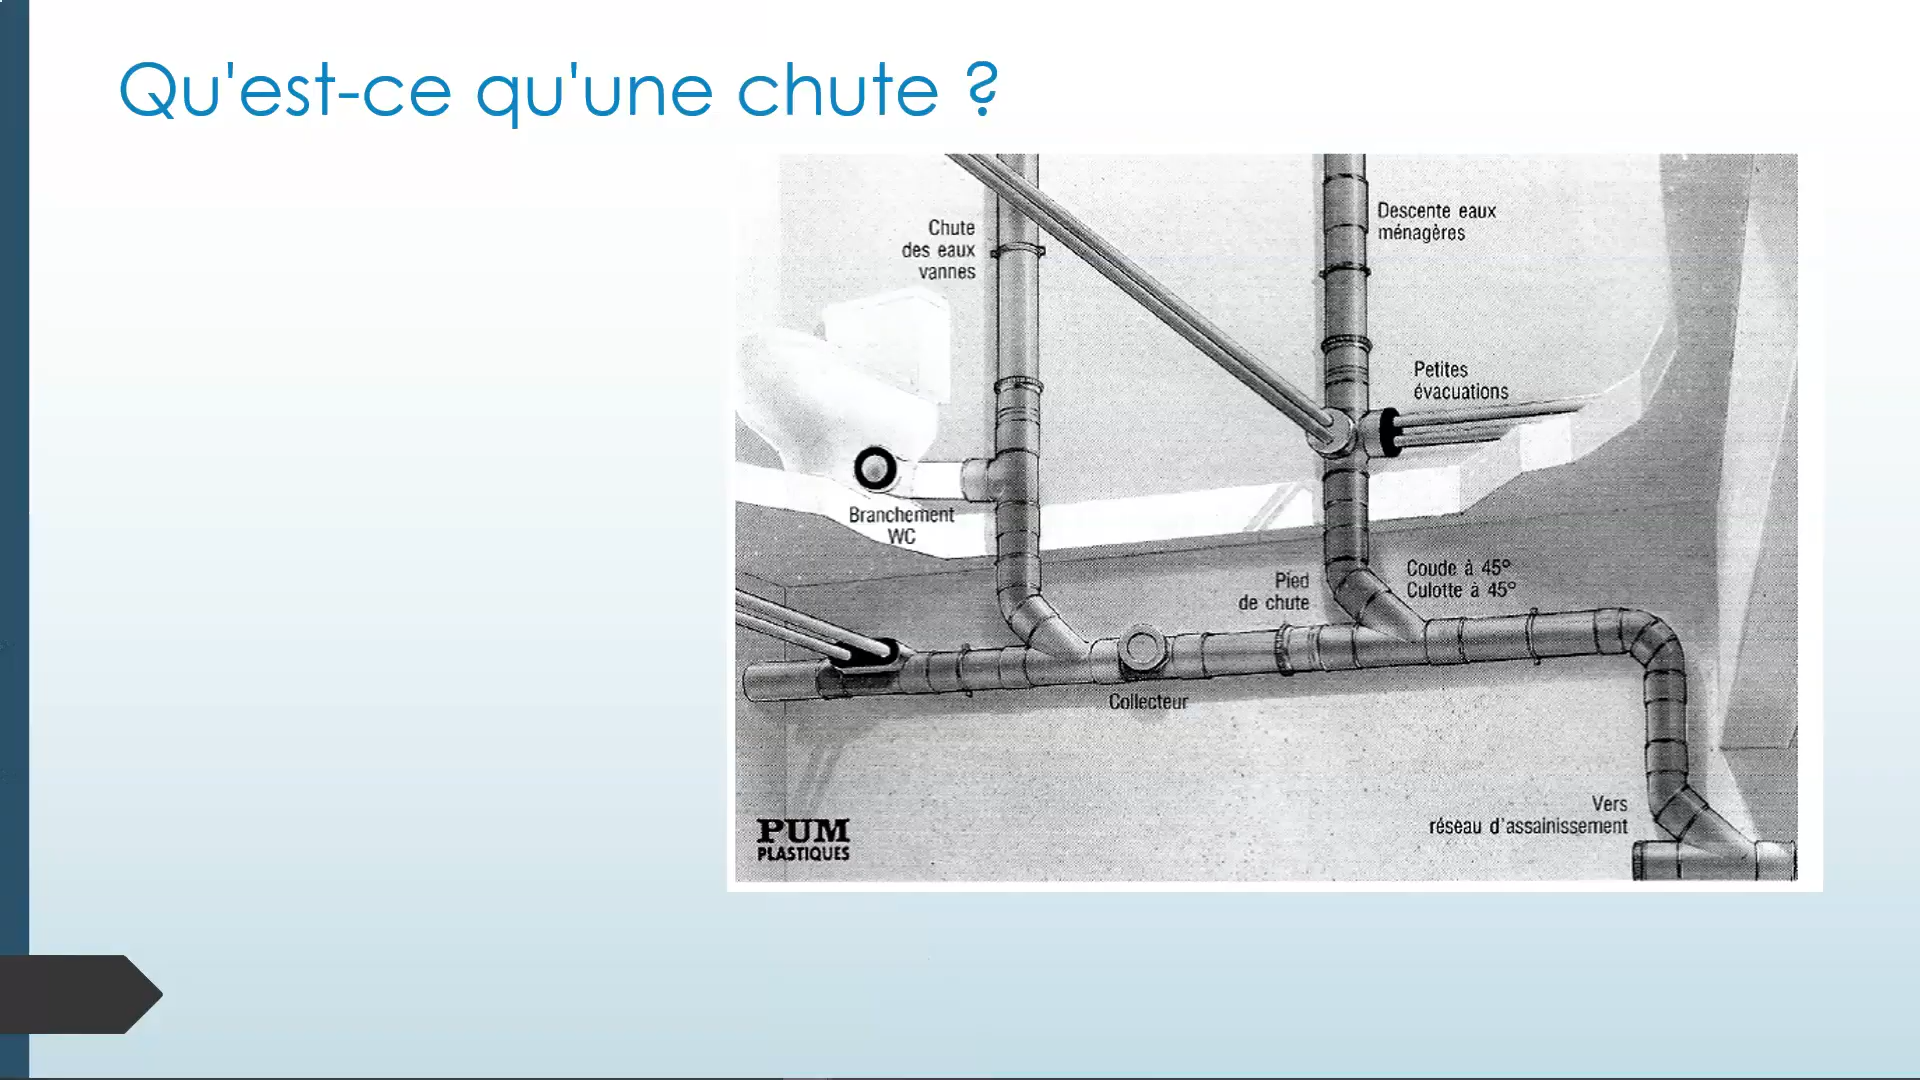 Qu'est-ce qu'une chute ?
Chute
des eaux
vannes
Descente eaux
ménagères
Petites
évacuations
Branchement
WC
Pied
de chute
Coude à 45°
Culotte à 45°
Collecteur
Vers
réseau d'assainissement
PUM
PLASTIQUES